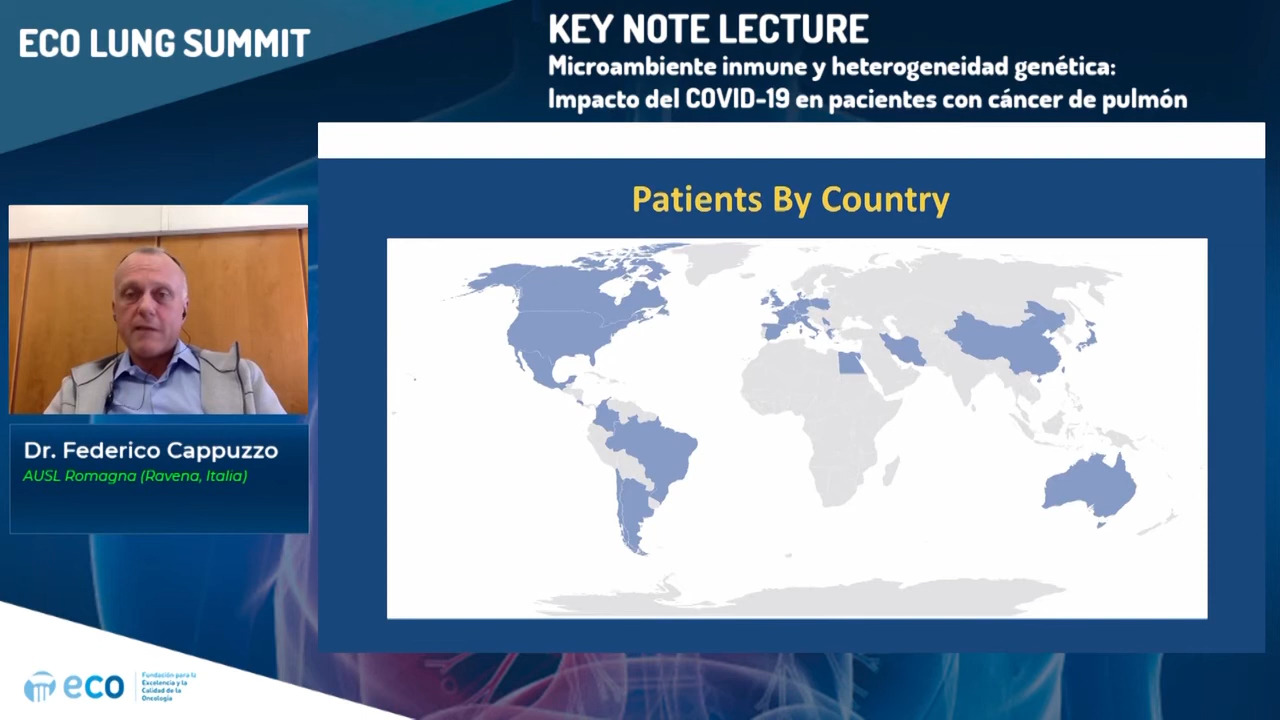 ECO LUNG SUMMIT
KEY NOTE LECTURE
Microambiente inmune y heterogeneidad genética:
Impacto del COVID-19 en pacientes con cáncer de pulmón
Patients By Country
Dr. Federico Cappuzzo
AUSL Romagna (Ravena, Italia)
eco
Fundación para la
Excelencia y la
Calidad de la
Oncología